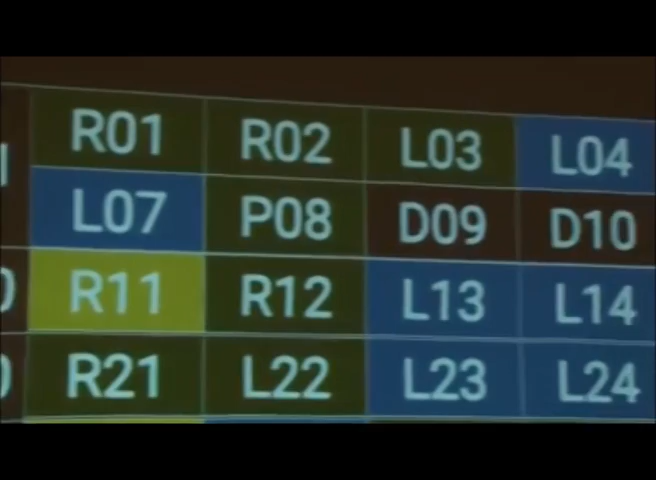 R01 R02 L03 L04
L07 P08 D09 D10
R11 R12 L13 L14
R21 L22 L23 L24